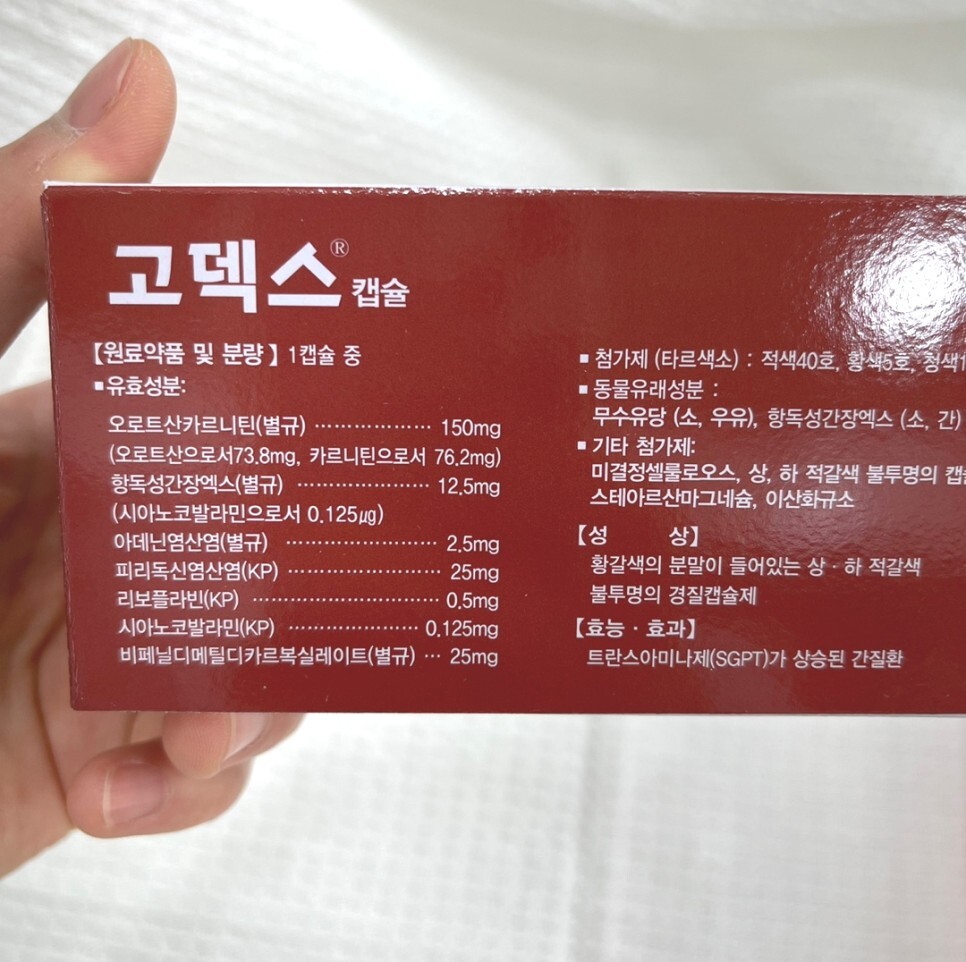 고덱스® 캡슐
【원료약품 및 분량】 1캡슐 중
▪유효성분:
오로트산카르니틴(별규) ⋯⋯⋯⋯⋯⋯ 150mg
(오로트산으로서73.8mg, 카르니틴으로서 76.2mg)
항독성간장엑스(별규) ⋯⋯⋯⋯⋯⋯ 12.5mg
(시아노코발라민으로서 0.125㎍)
아데닌염산염(별규) ⋯⋯⋯⋯⋯⋯⋯⋯ 2.5mg
피리독신염산염(KP) ⋯⋯⋯⋯⋯⋯⋯⋯ 25mg
리보플라빈(KP) ⋯⋯⋯⋯⋯⋯⋯⋯⋯⋯ 0.5mg
시아노코발라민(KP) ⋯⋯⋯⋯⋯⋯ 0.125mg
비페닐디메틸디카르복실레이트(별규) ⋯ 25mg
▪ 첨가제 (타르색소) : 적색40호, 황색5호, 청색1
▪ 동물유래성분 :
무수유당 (소, 우유), 항독성간장엑스 (소, 간)
▪ 기타 첨가제:
미결정셀룰로오스, 상, 하 적갈색 불투명의
스테아르산마그네슘, 이산화규소
【성 상】
황갈색의 분말이 들어있는 상 · 하 적갈색
불투명의 경질캡슐제
【효능 · 효과】
트란스아미나제(SGPT)가 상승된 간질환